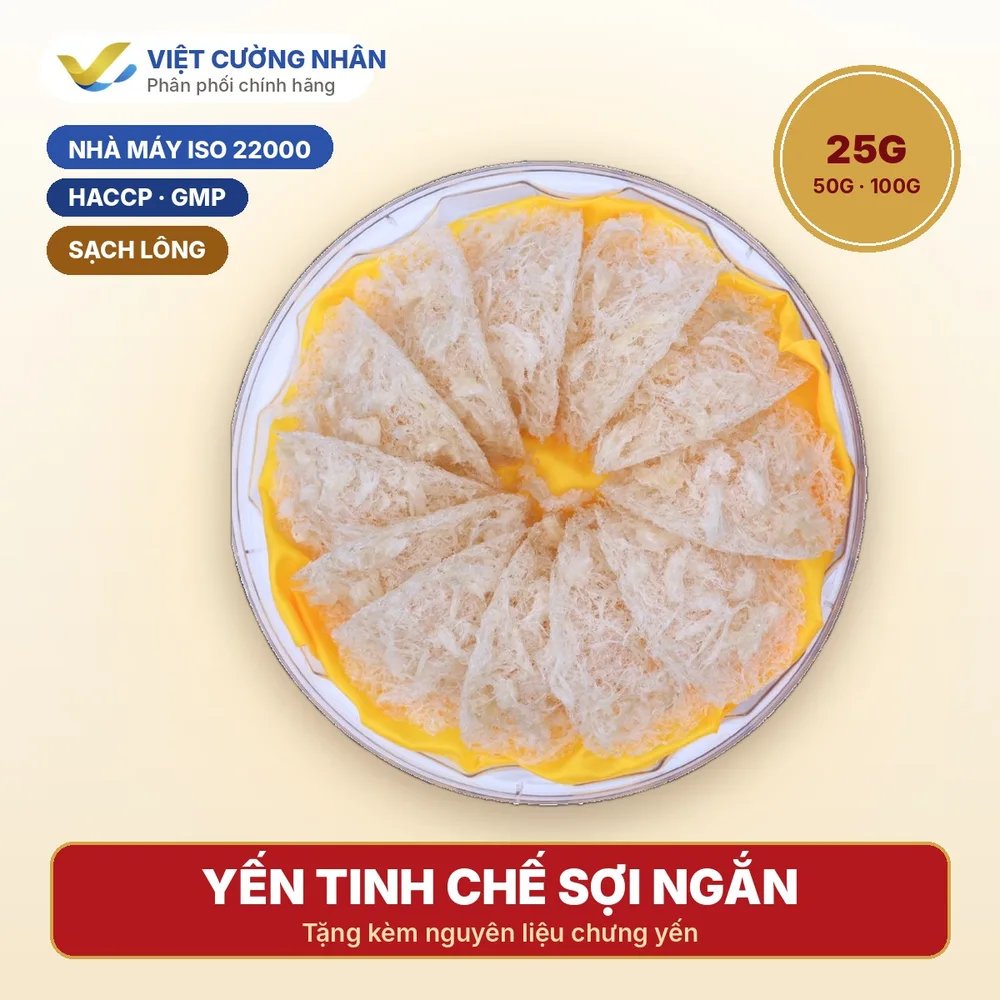 VIỆT CƯỜNG NHÂN
Phân phối chính hãng
NHÀ MÁY ISO 22000
HACCP · GMP
SẠCH LÔNG
25G
50G · 100G
YẾN TINH CHẾ SỢI NGẮN
Tặng kèm nguyên liệu chưng yến